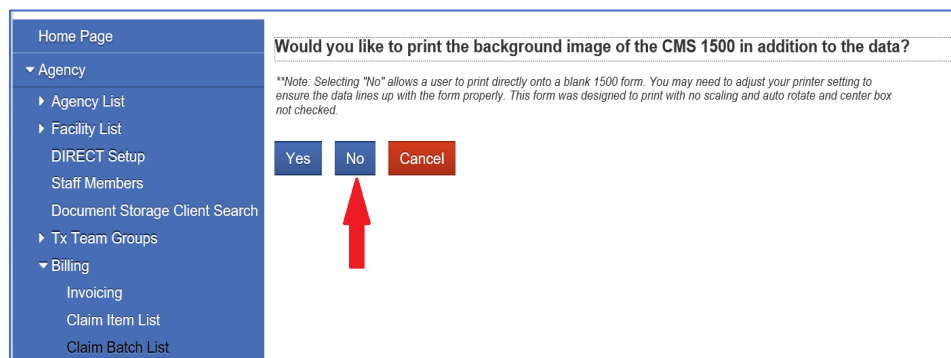 Home Page
Agency
Agency List
Facility List
DIRECT Setup
Staff Members
Document Storage Client Search
Tx Team Groups
Billing
Invoicing
Claim Item List
Claim Batch List
Would you like to print the background image of the CMS 1500 in addition to the data?
**Note: Selecting "No" allows a user to print directly onto a blank 1500 form. You may need to adjust your printer setting to
ensure the data lines up with the form properly. This form was designed to print with no scaling and auto rotate and center box
not checked.
Yes No Cancel